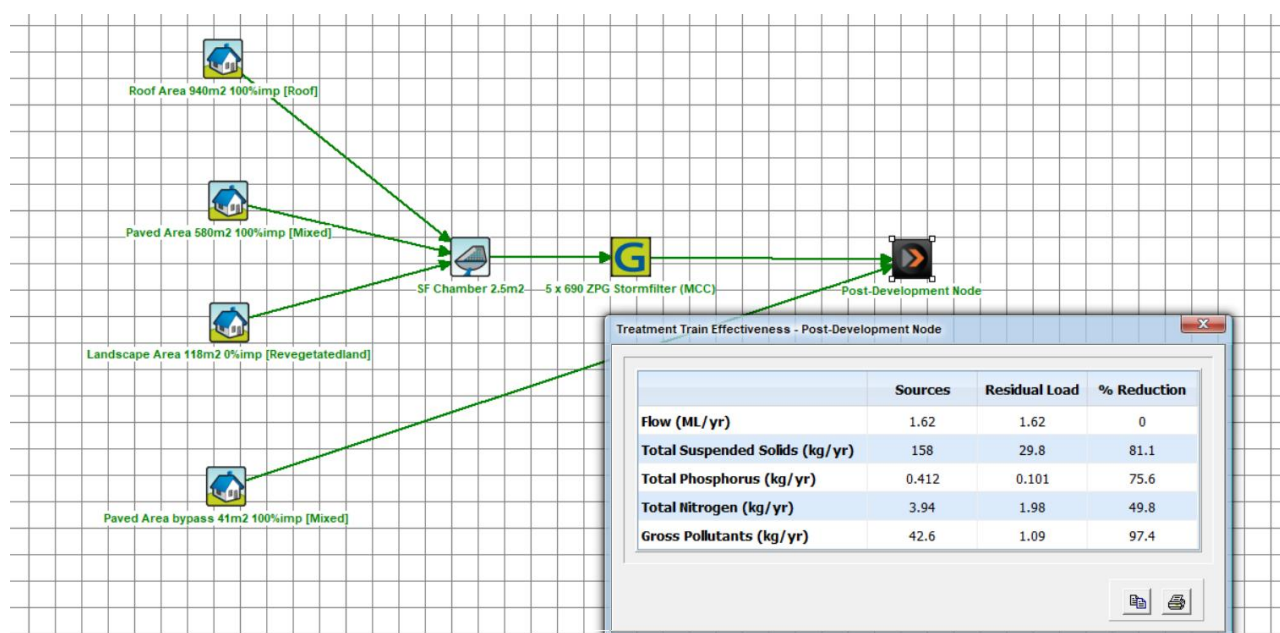 Roof Area 940m2 100%imp [Roof]
Paved Area 580m2 100%imp [Mixed]
SF Chamber 2.5m2
5 x 690 ZPG Stormfilter (MCC)
G
Post-Development Node
Landscape Area 118m2 0%imp [Revegetatedland]
Paved Area bypass 41m2 100%imp [Mixed]
Treatment Train Effectiveness - Post-Development Node
X
Sources Residual Load % Reduction
Flow (ML/yr) 1.62 1.62 0
Total Suspended Solids (kg/yr) 158 29.8 81.1
Total Phosphorus (kg/yr) 0.412 0.101 75.6
Total Nitrogen (kg/yr) 3.94 1.98 49.8
Gross Pollutants (kg/yr) 42.6 1.09 97.4